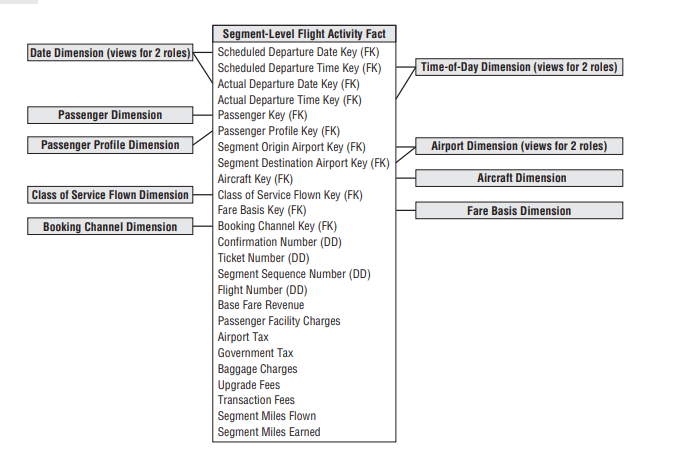 Segment-Level Flight Activity Fact
Date Dimension (views for 2 roles)
Scheduled Departure Date Key (FK)
Scheduled Departure Time Key (FK)
Time-of-Day Dimension (views for 2 roles)
Actual Departure Date Key (FK)
Actual Departure Time Key (FK)
Passenger Dimension
Passenger Key (FK)
Passenger Profile Key (FK)
Passenger Profile Dimension
Segment Origin Airport Key (FK)
Airport Dimension (views for 2 roles)
Segment Destination Airport Key (FK)
Aircraft Key (FK)
Aircraft Dimension
Class of Service Flown Dimension
Class of Service Flown Key (FK)
Fare Basis Key (FK)
Fare Basis Dimension
Booking Channel Dimension
Booking Channel Key (FK)
Confirmation Number (DD)
Ticket Number (DD)
Segment Sequence Number (DD)
Flight Number (DD)
Base Fare Revenue
Passenger Facility Charges
Airport Tax
Government Tax
Baggage Charges
Upgrade Fees
Transaction Fees
Segment Miles Flown
Segment Miles Earned